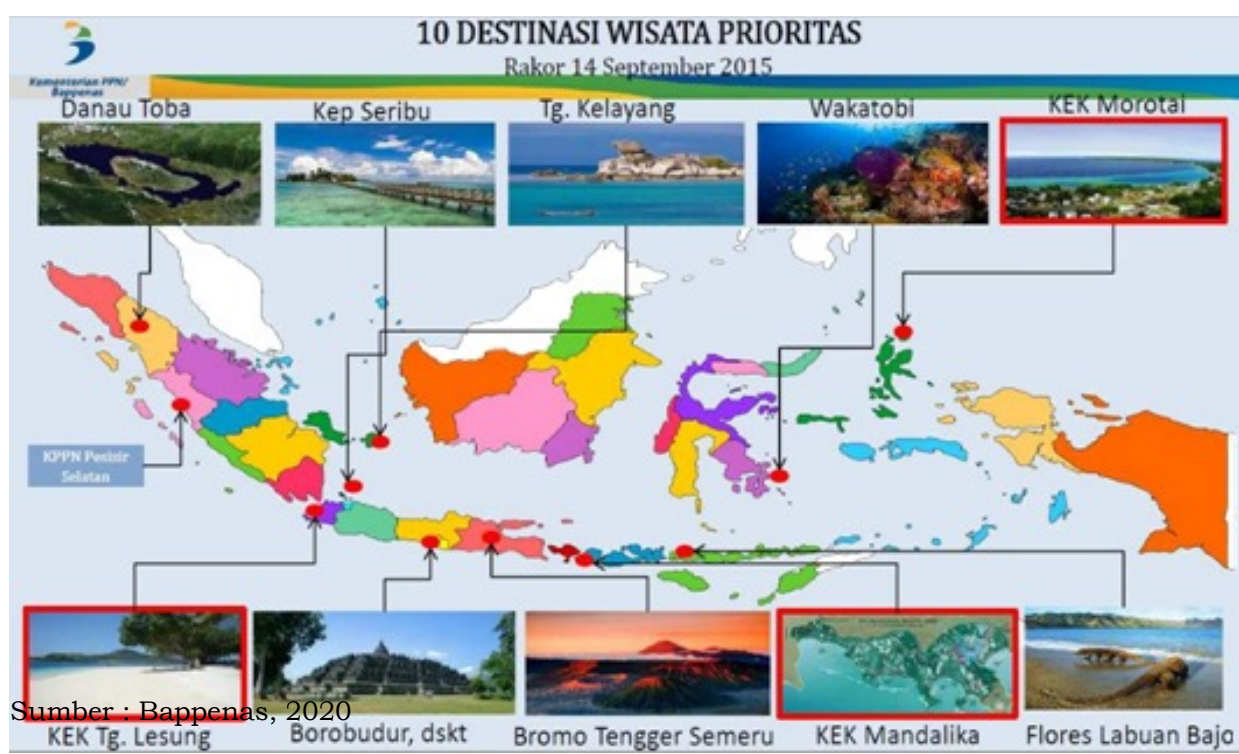 10 DESTINASI WISATA PRIORITAS
Rakor 14 September 2015
Kementerian PPN/
Bappenas
Danau Toba
Kep Seribu
Tg. Kelayang
Wakatobi
KEK Morotai
KPPN Pesisir
Selatan
Sumber : Bappenas, 2020
KEK Tg. Lesung
Borobudur, dskt
Bromo Tengger Semeru
KEK Mandalika
Flores Labuan Bajo